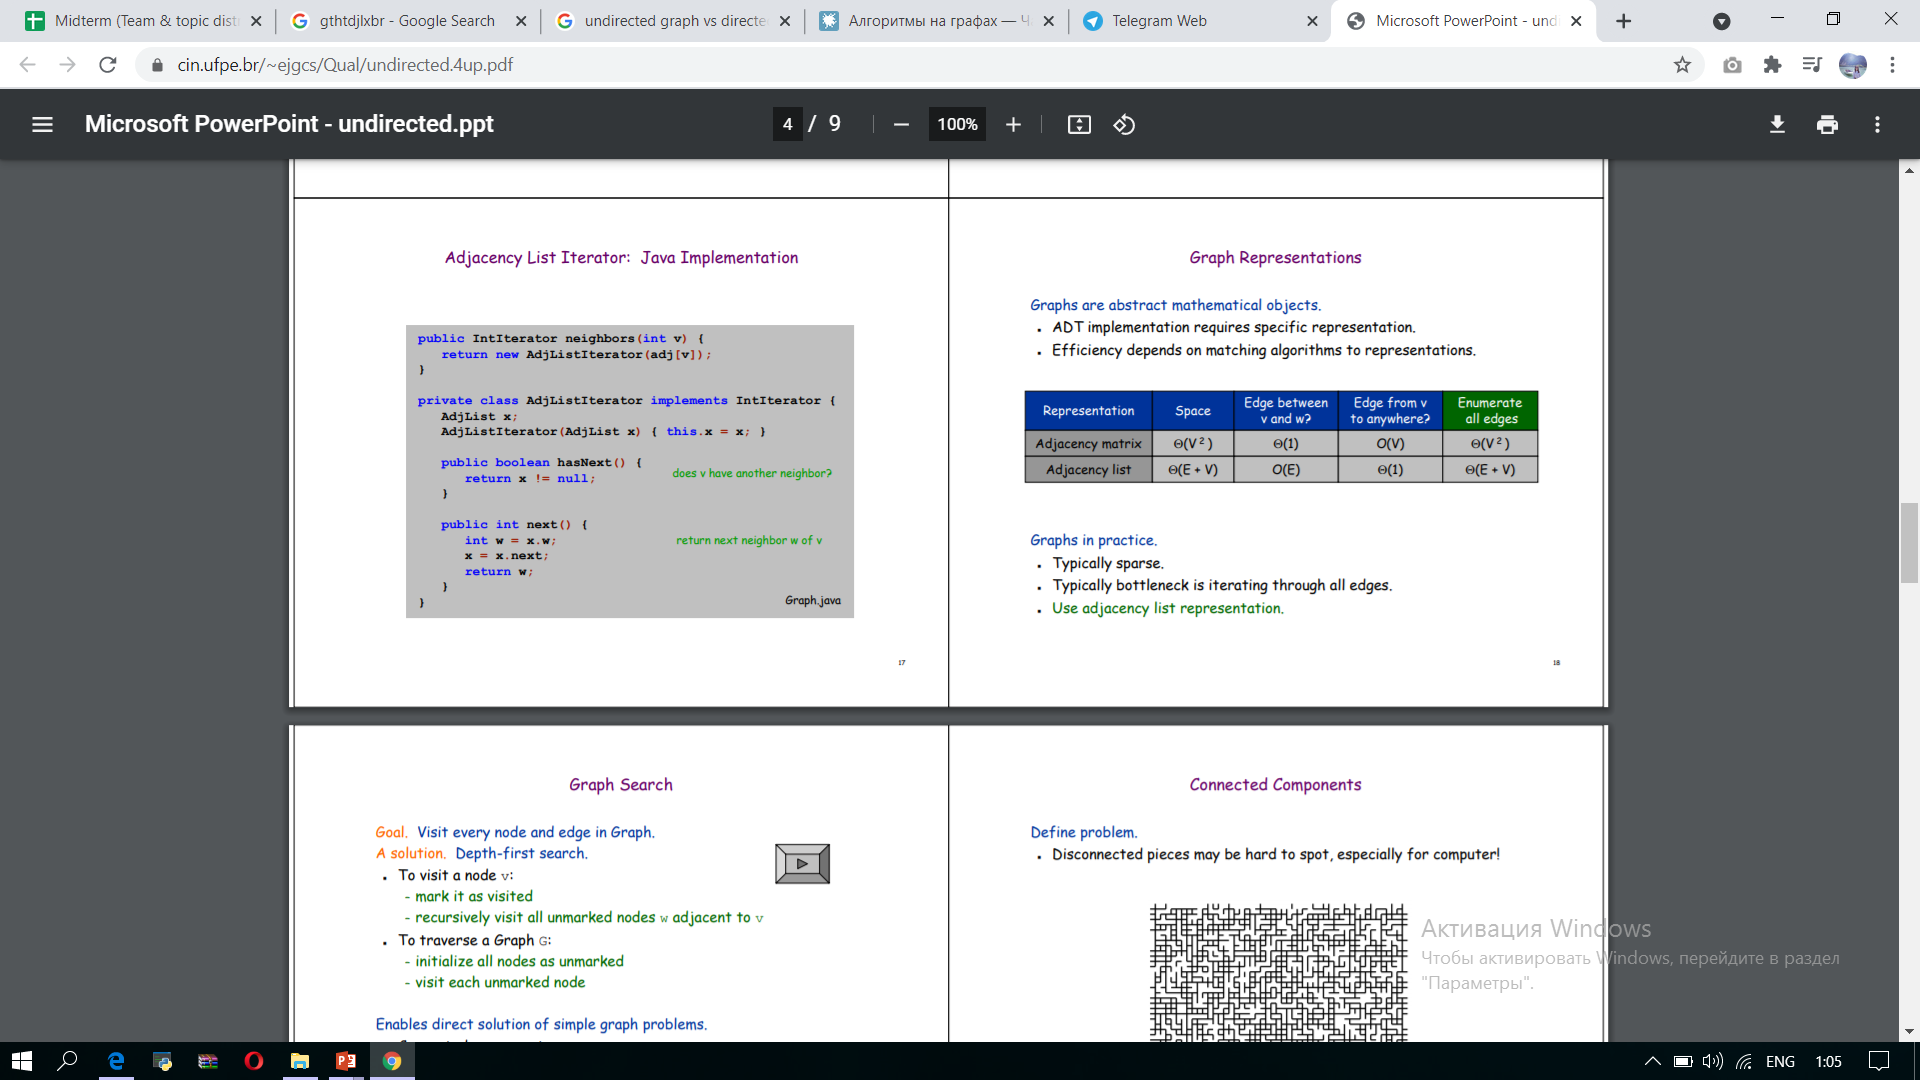 Midterm (Team & topic dist
gthtdjlxbr - Google Search
undirected graph vs directe
Алгоритмы на графах — Ч
Telegram Web
Microsoft PowerPoint - und
cin.ufpe.br/~ejgcs/Qual/undirected.4up.pdf
Microsoft PowerPoint - undirected.ppt
4 / 9
100%
Adjacency List Iterator: Java Implementation
public IntIterator neighbors(int v) {
return new AdjListIterator(adj[v]);
}
private class AdjListIterator implements IntIterator {
AdjList x;
AdjListIterator(AdjList x) { this.x = x; }
public boolean hasNext() {
does v have another neighbor?
return x != null;
}
public int next() {
int w = x.w;
return next neighbor w of v
x = x.next;
return w;
}
}
Graph.java
17
Graph Representations
Graphs are abstract mathematical objects.
• ADT implementation requires specific representation.
• Efficiency depends on matching algorithms to representations.
Representation Space Edge between v and w? Edge from v to anywhere? Enumerate all edges
Adjacency matrix Θ(V²) Θ(1) O(V) Θ(V²)
Adjacency list Θ(E + V) O(E) Θ(1) Θ(E + V)
Graphs in practice.
• Typically sparse.
• Typically bottleneck is iterating through all edges.
• Use adjacency list representation.
18
Graph Search
Goal. Visit every node and edge in Graph.
A solution. Depth-first search.
• To visit a node v:
- mark it as visited
- recursively visit all unmarked nodes w adjacent to v
• To traverse a Graph G:
- initialize all nodes as unmarked
- visit each unmarked node
Enables direct solution of simple graph problems.
Connected Components
Define problem.
• Disconnected pieces may be hard to spot, especially for computer!
Активация Windows
Чтобы активировать Windows, перейдите в раздел
"Параметры".
ENG
1:05